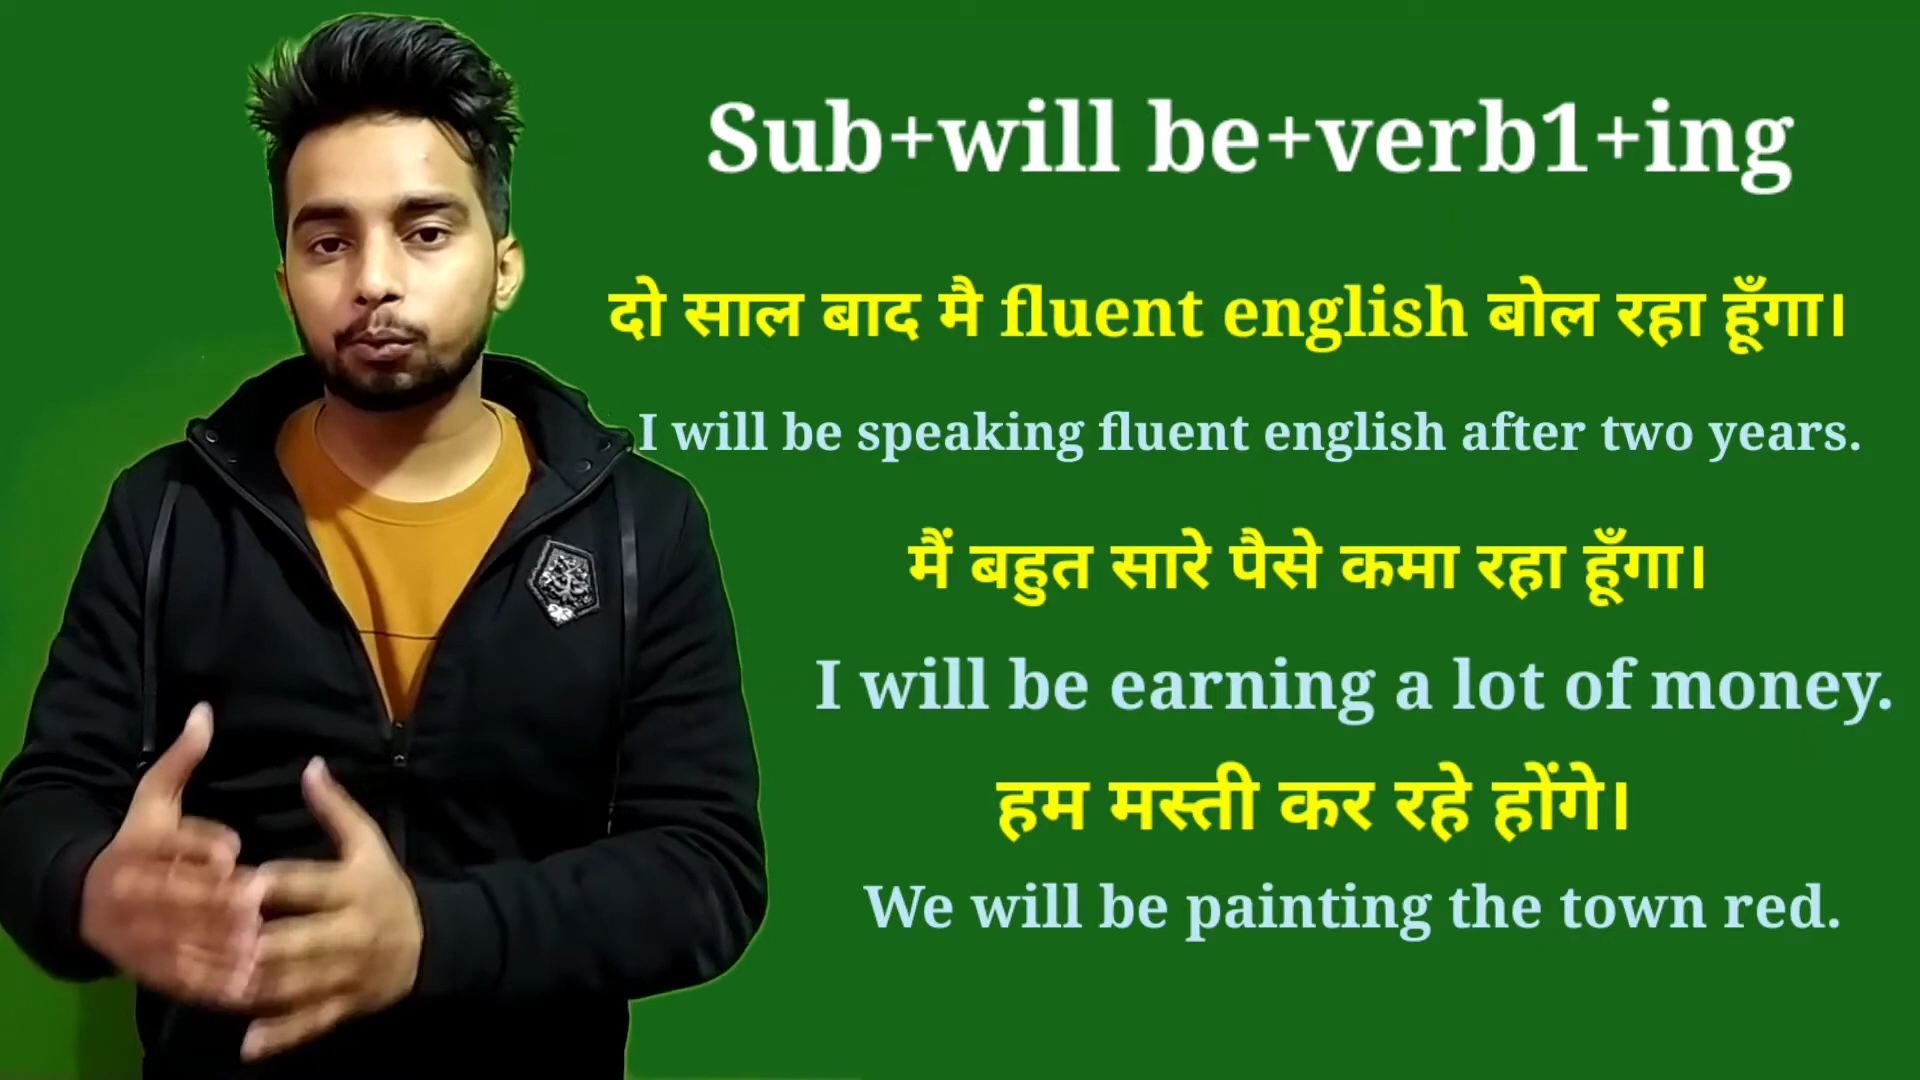 Sub+will be+verb1+ing
दो साल बाद मै fluent english बोल रहा हूँगा।
I will be speaking fluent english after two years.
मैं बहुत सारे पैसे कमा रहा हूँगा।
I will be earning a lot of money.
हम मस्ती कर रहे होंगे।
We will be painting the town red.